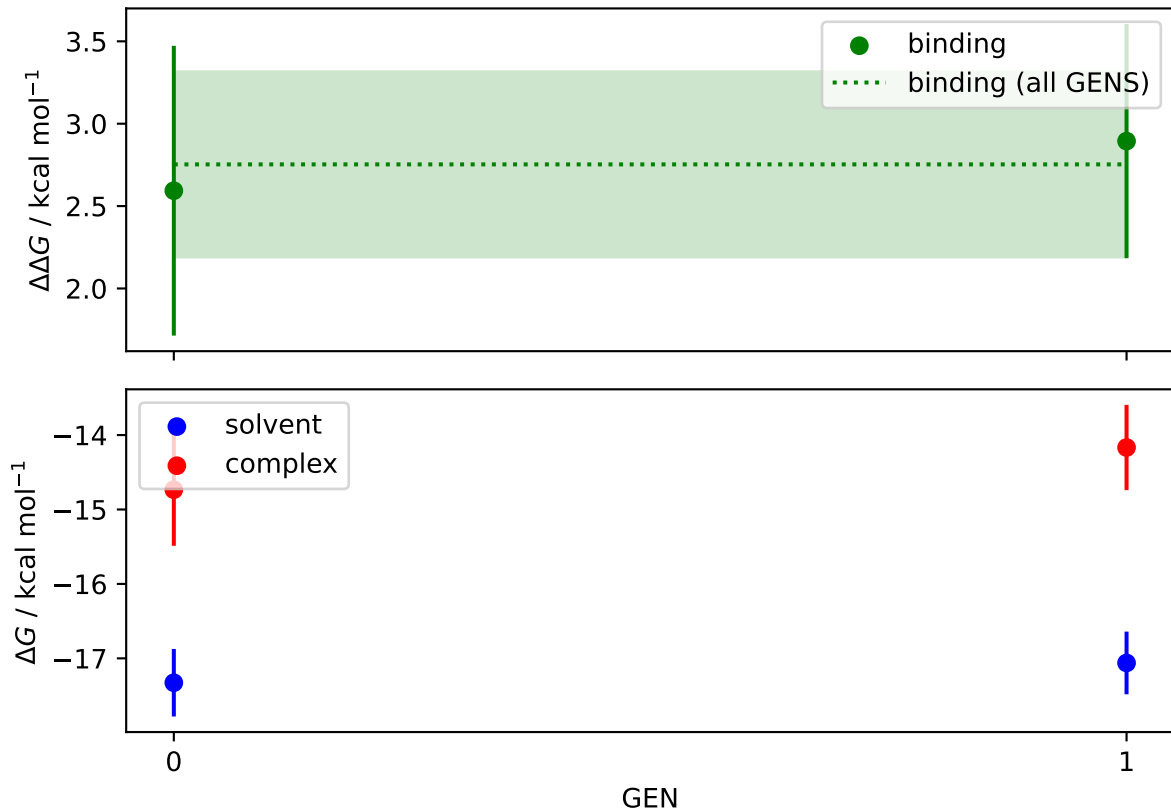 3.5
3.0
2.5
2.0
ΔΔG / kcal mol⁻¹
binding
binding (all GENS)
−14
−15
−16
−17
ΔG / kcal mol⁻¹
solvent
complex
0
1
GEN